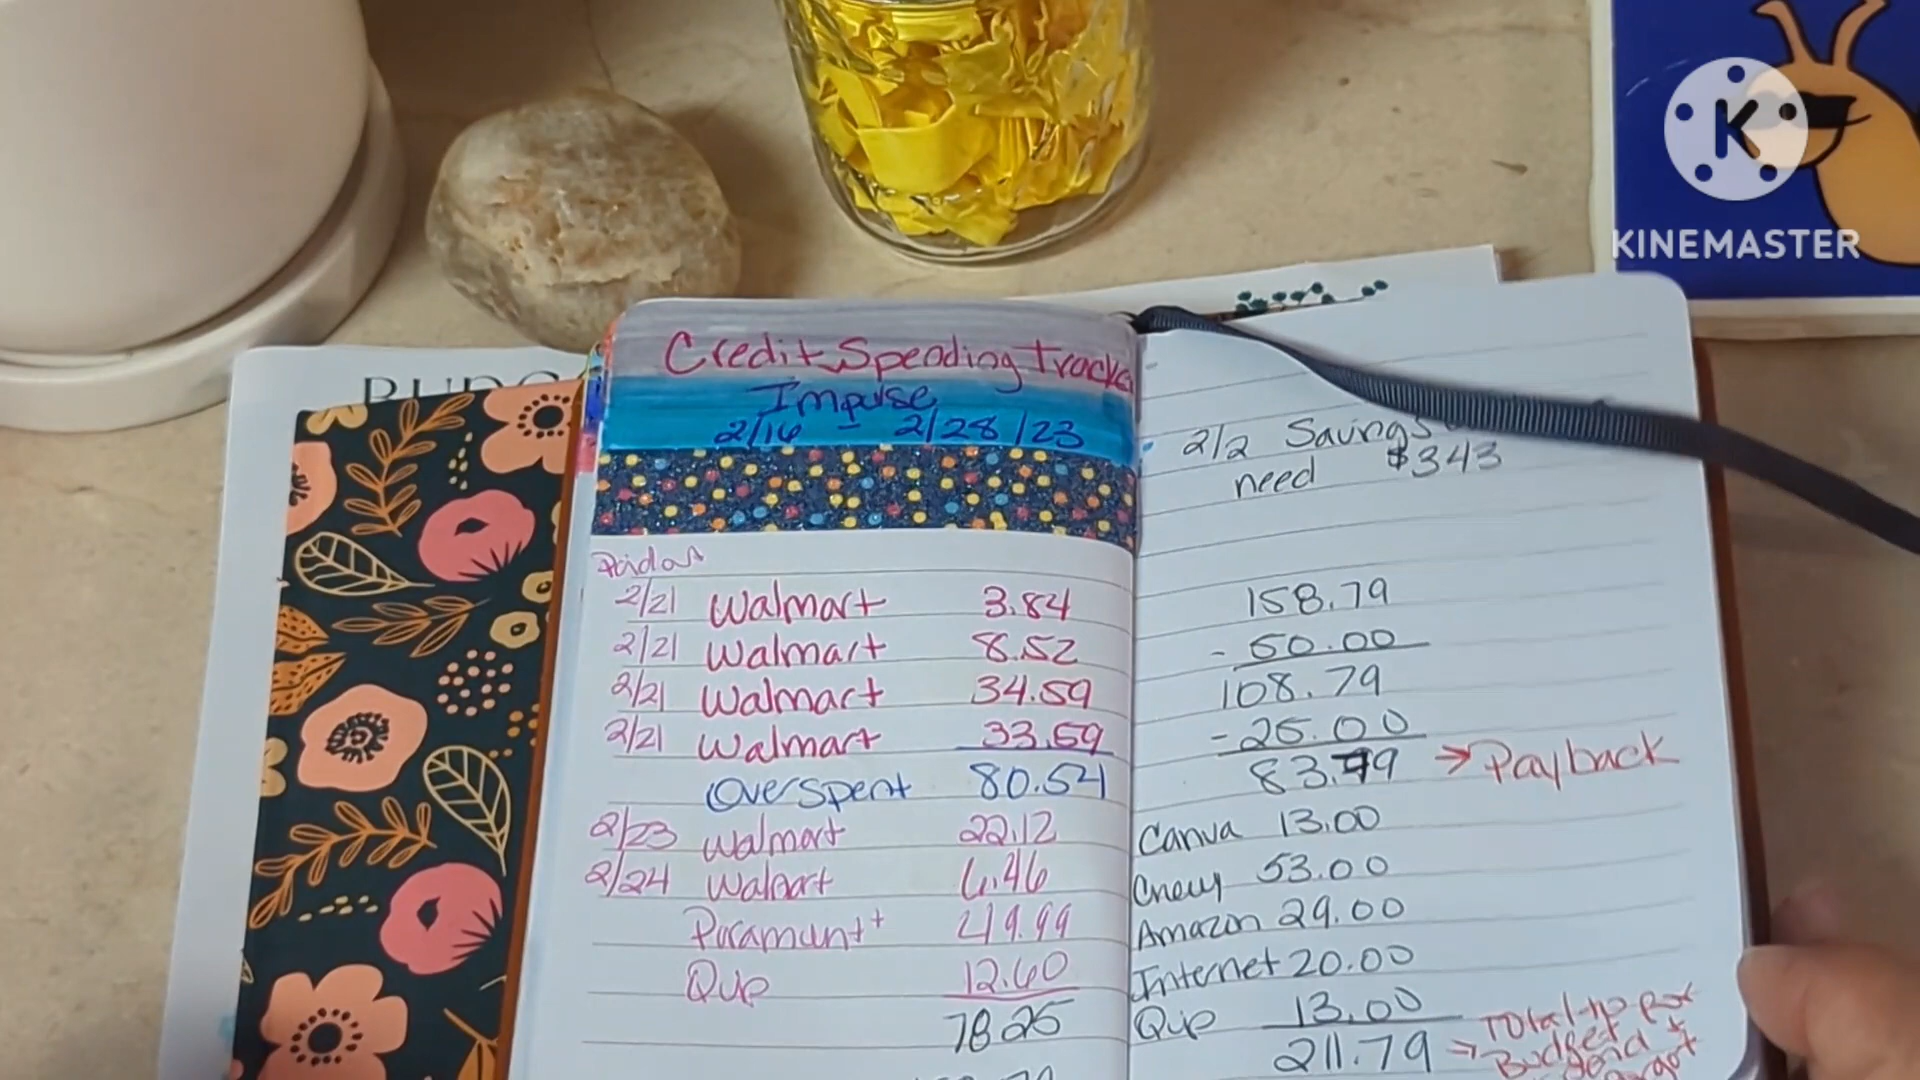 KINEMASTER
Credit Spending Tracke
Impulse
2/16 - 2/28/23
2/21 Walmart 3.84
2/21 Walmart 8.52
2/21 Walmart 34.59
2/21 Walmart 33.59
Overspent 80.54
2/23 Walmart 22.12
2/24 Walmart 6.46
Paramount+ 49.99
Quip 12.60
78.25
2/2 Savings
need $343
158.79
- 50.00
108.79
- 25.00
83.79 → Payback
Canva 13.00
Chewy 53.00
Amazon 29.00
Internet 20.00
Quip 13.00
211.79 → Total to
Budget +